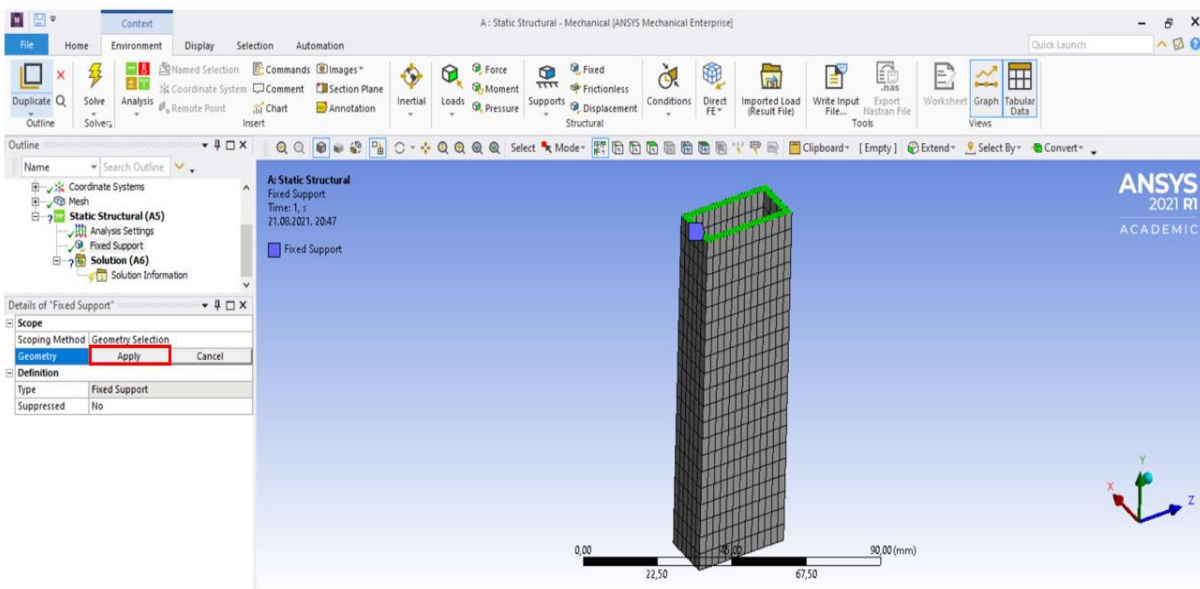 Context
A : Static Structural - Mechanical [ANSYS Mechanical Enterprise]
File Home Environment Display Selection Automation
Quick Launch
Duplicate
Outline
Solve
Solver
Analysis
Named Selection
Coordinate System
Remote Point
Commands
Comment
Chart
Images
Section Plane
Annotation
Insert
Inertial
Loads
Force
Moment
Pressure
Supports
Fixed
Frictionless
Displacement
Conditions
Direct
FE
Imported Load
(Result File)
Structural
Write Input
File...
Export
Nastran File
.nas
Tools
Worksheet
Graph
Tabular
Data
Views
Outline
Select Mode Clipboard [ Empty ] Extend Select By Convert
Name Search Outline
Coordinate Systems
Mesh
Static Structural (A5)
Analysis Settings
Fixed Support
Solution (A6)
Solution Information
Details of "Fixed Support"
Scope
Scoping Method Geometry Selection
Geometry Apply Cancel
Definition
Type Fixed Support
Suppressed No
A: Static Structural
Fixed Support
Time: 1, s
21.08.2021. 20:47
Fixed Support
ANSYS
2021 R1
ACADEMIC
Y
X
Z
0,00 45,00 90,00 (mm)
22,50 67,50